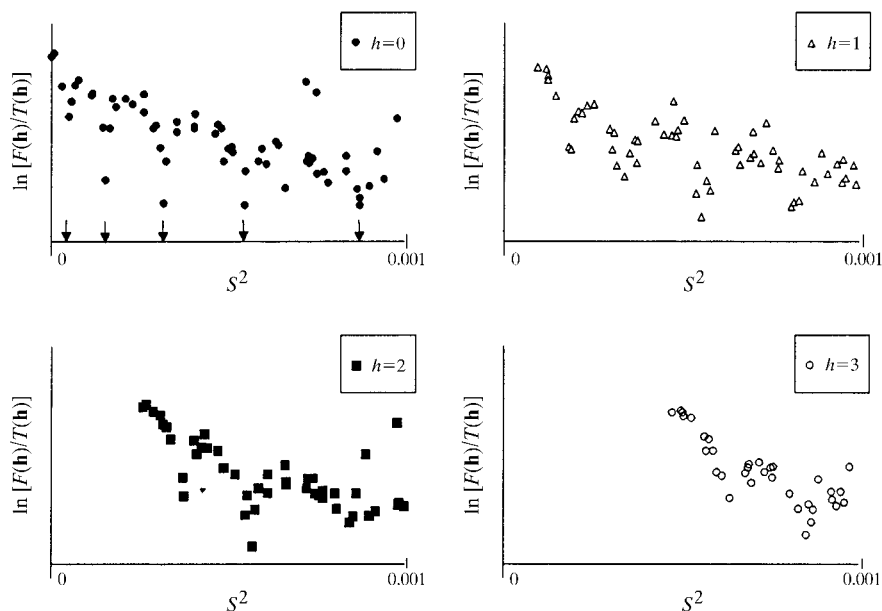 h=0
ln [F(h)/T(h)]
0
0.001
S²
h=1
ln [F(h)/T(h)]
0
0.001
S²
h=2
ln [F(h)/T(h)]
0
0.001
S²
h=3
ln [F(h)/T(h)]
0
0.001
S²